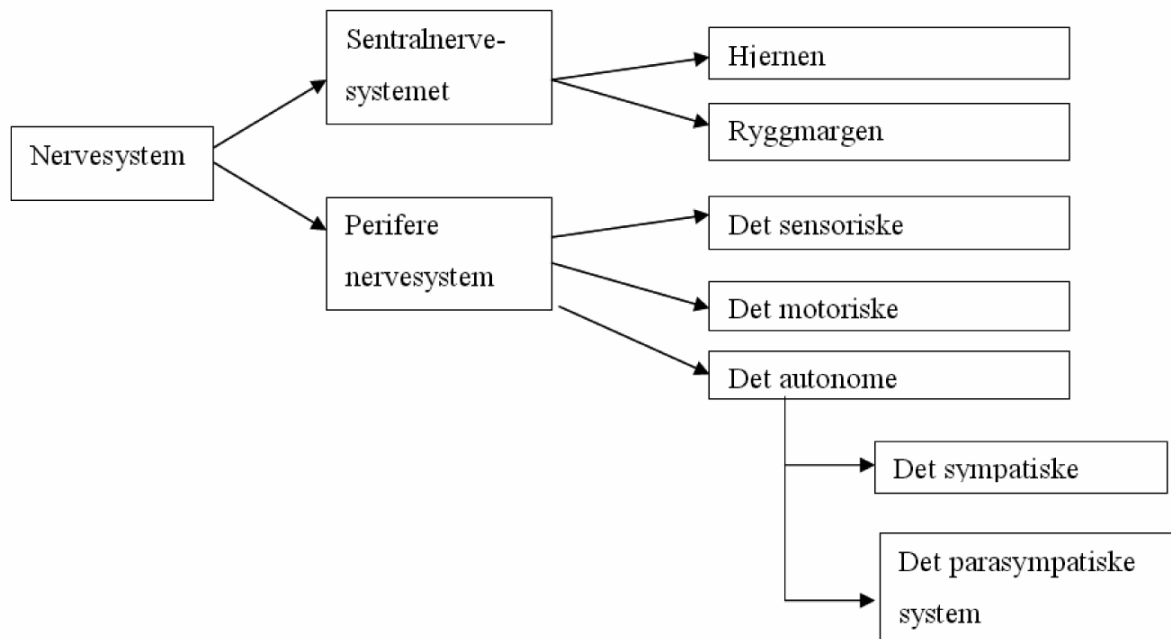 Nervesystem
Sentralnerve-
systemet
Hjernen
Ryggmargen
Perifere
nervesystem
Det sensoriske
Det motoriske
Det autonome
Det sympatiske
Det parasympatiske
system